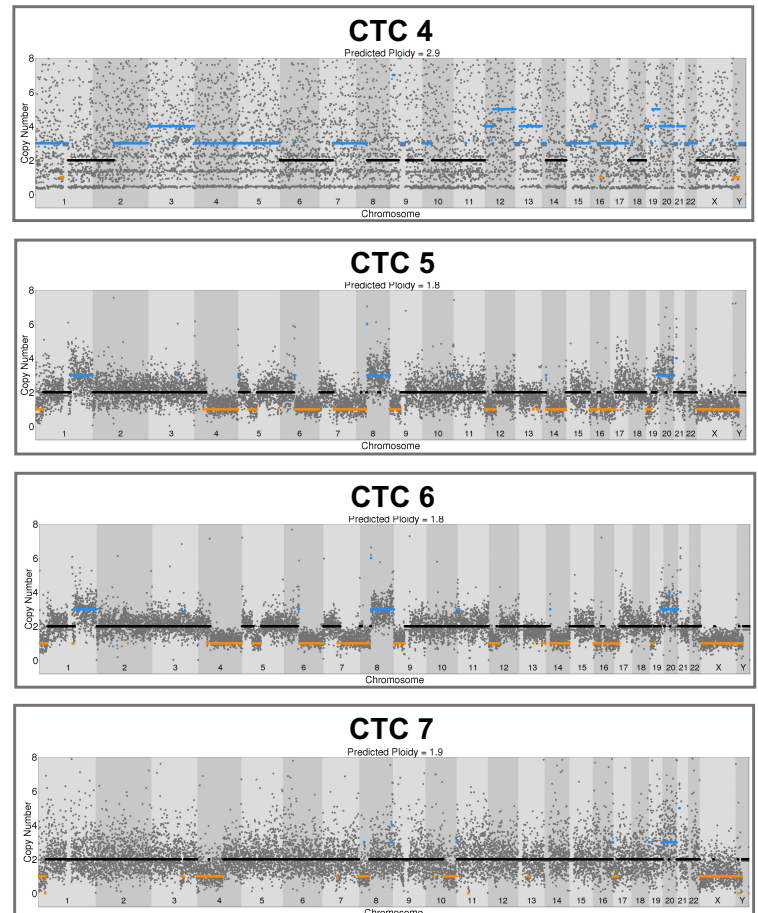 CTC 4
Predicted Ploidy = 2.9
8
6
4
2
0
Copy Number
1 2 3 4 5 6 7 8 9 10 11 12 13 14 15 16 17 18 19 20 21 22 X Y
Chromosome
CTC 5
Predicted Ploidy = 1.8
8
6
4
2
0
Copy Number
1 2 3 4 5 6 7 8 9 10 11 12 13 14 15 16 17 18 19 20 21 22 X Y
Chromosome
CTC 6
Predicted Ploidy = 1.8
8
6
4
2
0
Copy Number
1 2 3 4 5 6 7 8 9 10 11 12 13 14 15 16 17 18 19 20 21 22 X Y
Chromosome
CTC 7
Predicted Ploidy = 1.9
8
6
4
2
0
Copy Number
1 2 3 4 5 6 7 8 9 10 11 12 13 14 15 16 17 18 19 20 21 22 X Y
Chromosome